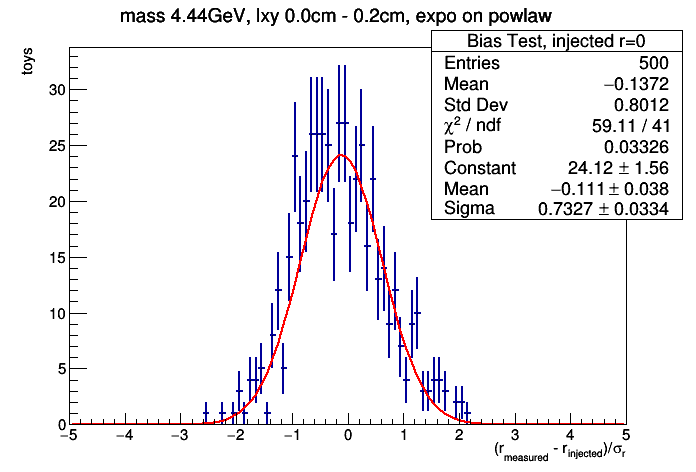 mass 4.44GeV, lxy 0.0cm - 0.2cm, expo on powlaw
Bias Test, injected r=0
Entries 500
Mean −0.1372
Std Dev 0.8012
χ² / ndf 59.11 / 41
Prob 0.03326
Constant 24.12 ± 1.56
Mean −0.111 ± 0.038
Sigma 0.7327 ± 0.0334
toys
30
25
20
15
10
5
0
−5 −4 −3 −2 −1 0 1 2 3 4 5
(r_measured - r_injected)/σ_r